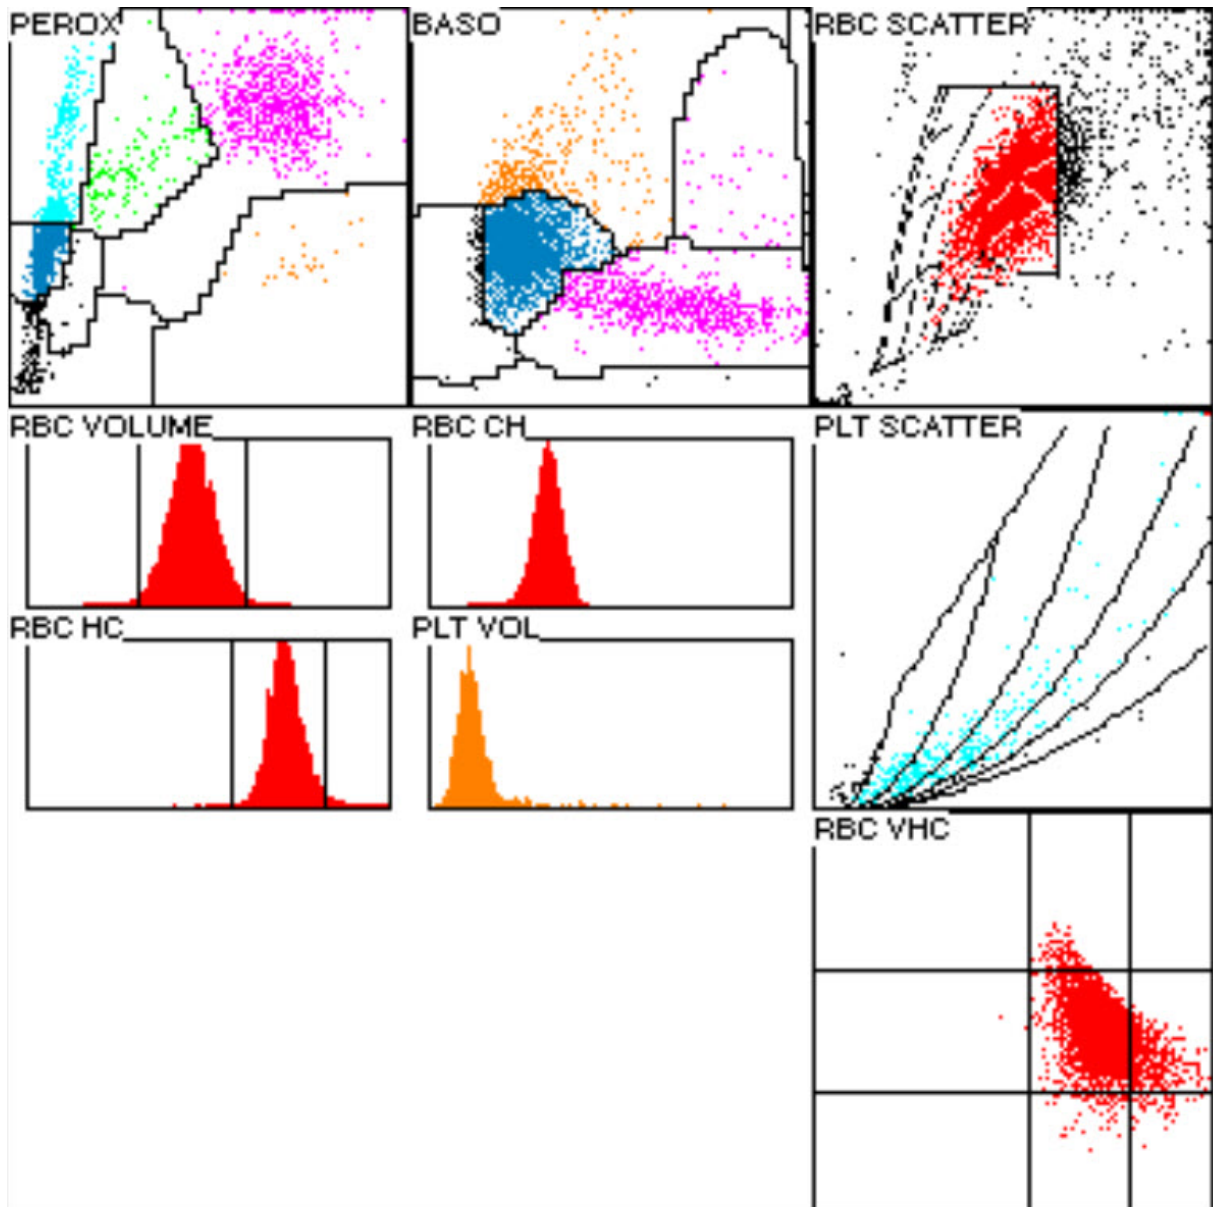 PEROX
BASO
RBC SCATTER
RBC VOLUME
RBC CH
PLT SCATTER
RBC HC
PLT VOL
RBC VHC